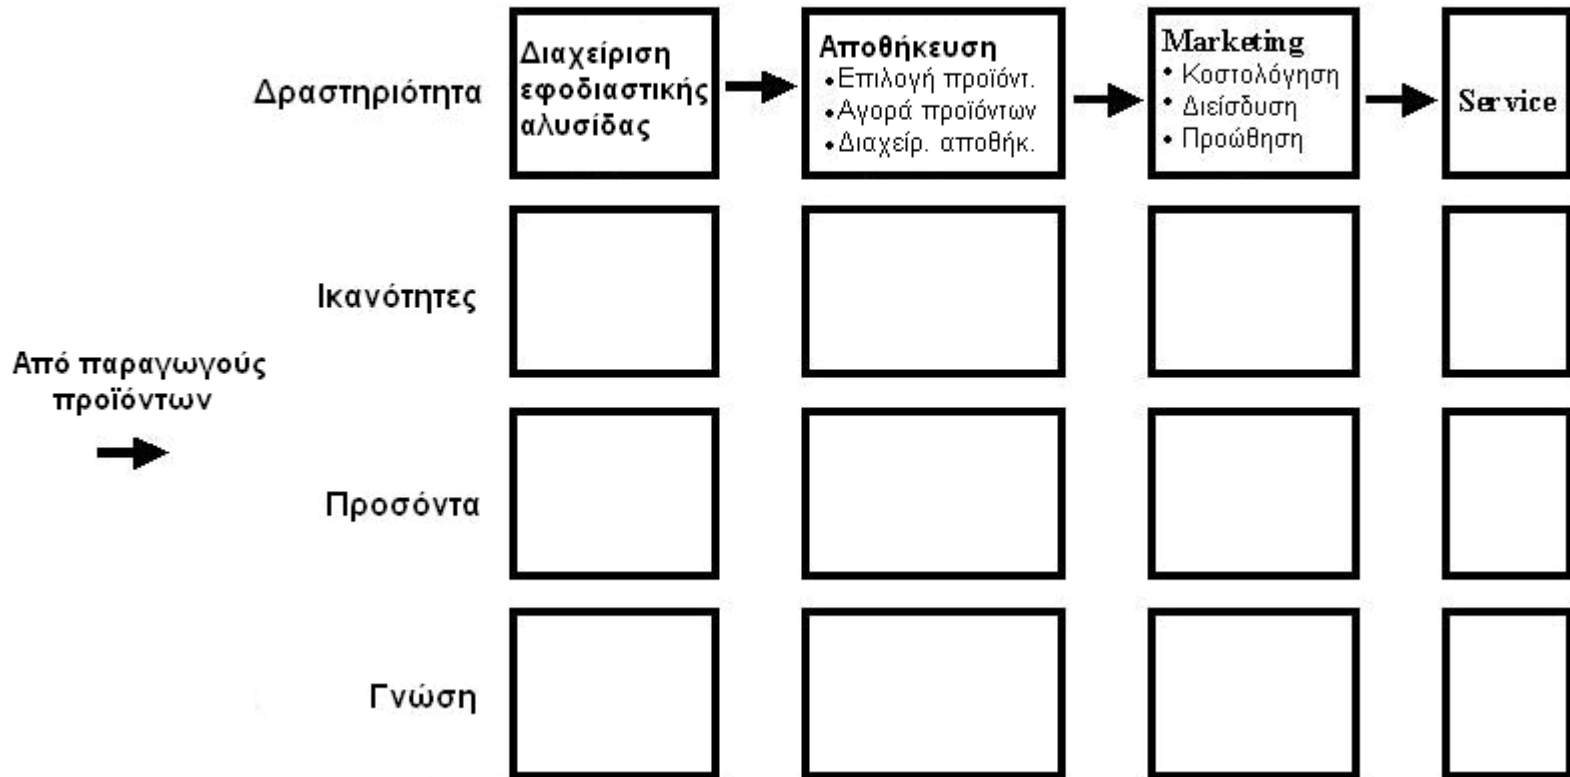 Δραστηριότητα
Διαχείριση
εφοδιαστικής
αλυσίδας
Αποθήκευση
•Επιλογή προϊόντ.
•Αγορά προϊόντων
•Διαχείρ. αποθήκ.
Marketing
• Κοστολόγηση
• Διείσδυση
• Προώθηση
Service
Ικανότητες
Από παραγωγούς
προϊόντων
Προσόντα
Γνώση